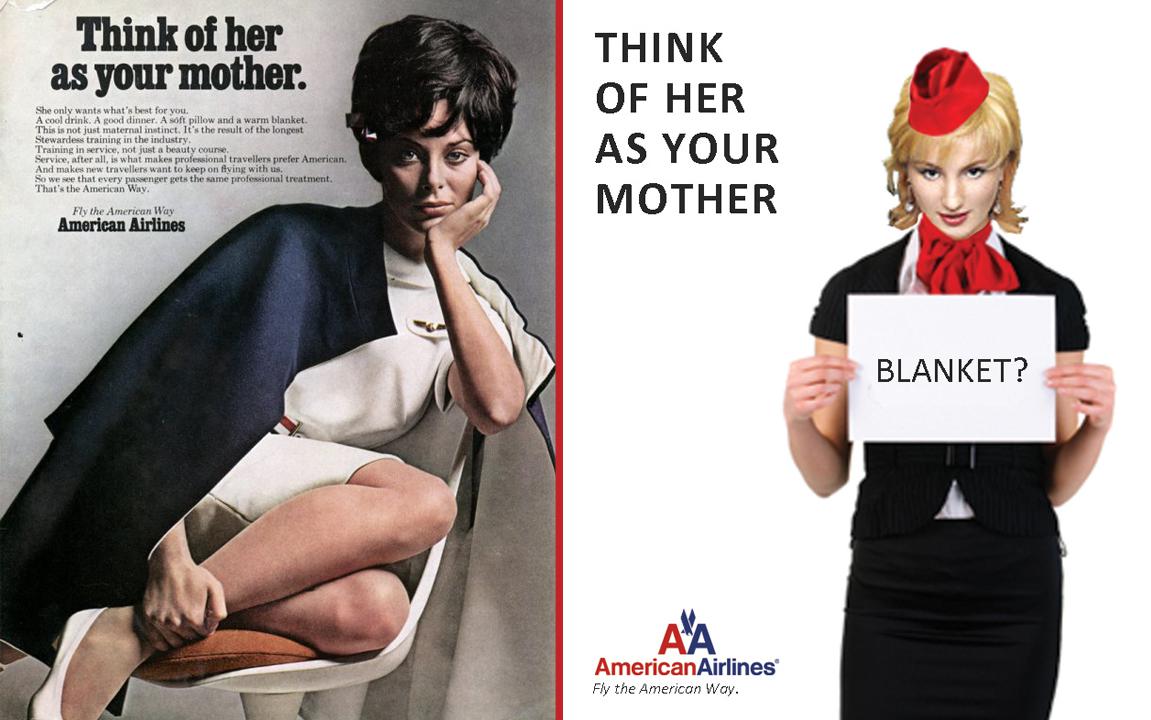 Think of her
as your mother.
She only wants what's best for you.
A cool drink. A good dinner. A soft pillow and a warm blanket.
This is not just maternal instinct. It's the result of the longest
Stewardess training in the industry.
Training in service, not just a beauty course.
Service, after all, is what makes professional travellers prefer American.
And makes new travellers want to keep on flying with us.
So we see that every passenger gets the same professional treatment.
That's the American Way.
Fly the American Way
American Airlines
THINK
OF HER
AS YOUR
MOTHER
BLANKET?
AA
AmericanAirlines®
Fly the American Way.